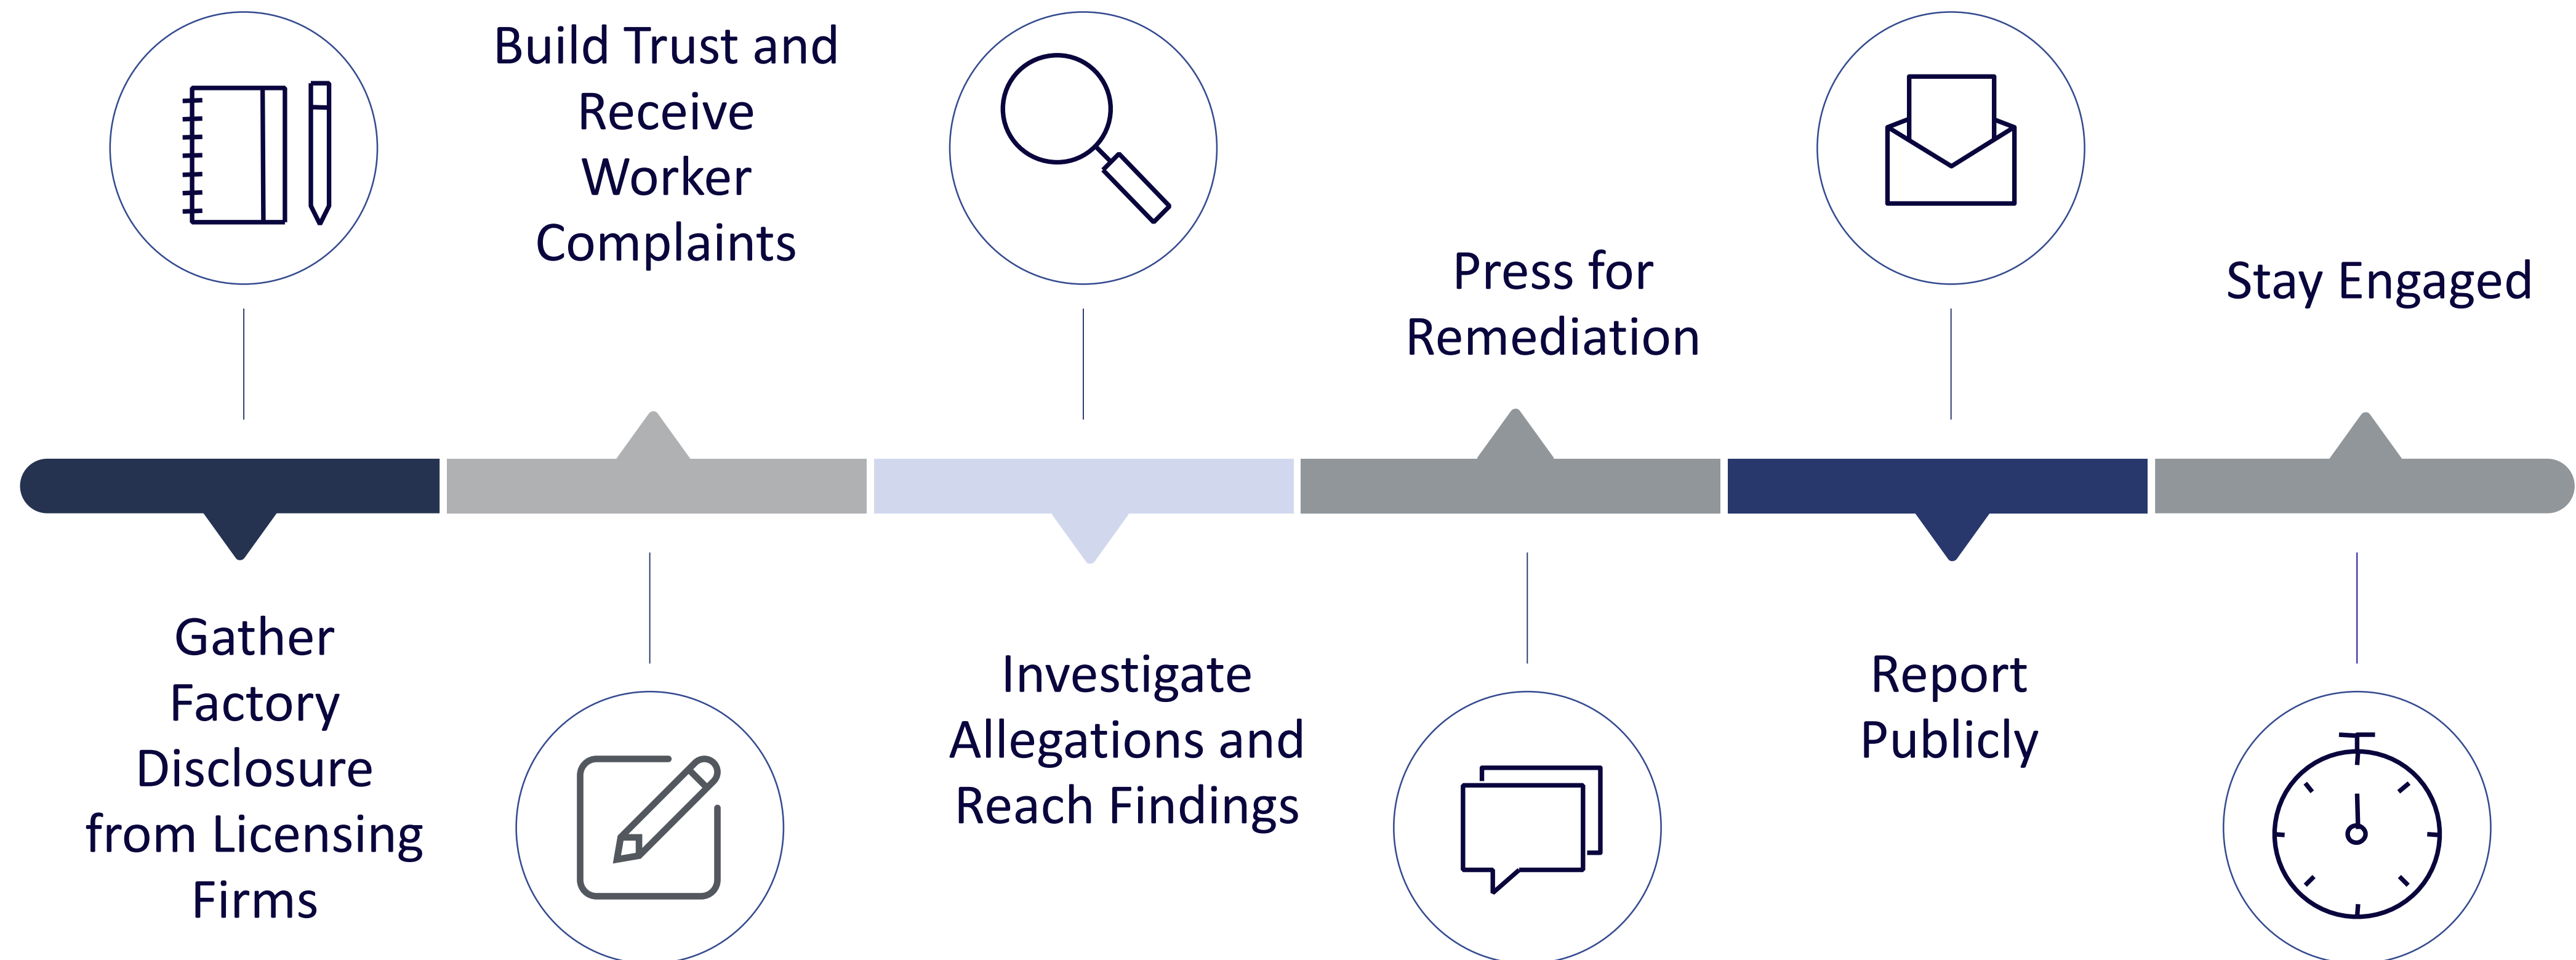 Gather
Factory
Disclosure
from Licensing
Firms
Build Trust and
Receive
Worker
Complaints
Investigate
Allegations and
Reach Findings
Press for
Remediation
Report
Publicly
Stay Engaged